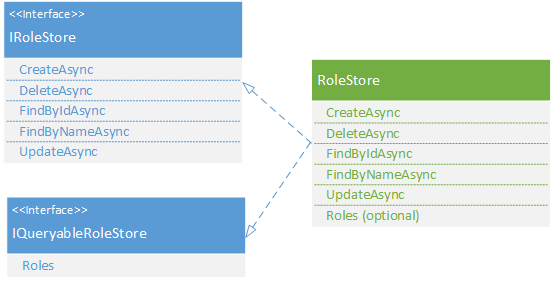 <<Interface>>
IRoleStore
CreateAsync
DeleteAsync
FindByIdAsync
FindByNameAsync
UpdateAsync
<<Interface>>
IQueryableRoleStore
Roles
RoleStore
CreateAsync
DeleteAsync
FindByIdAsync
FindByNameAsync
UpdateAsync
Roles (optional)